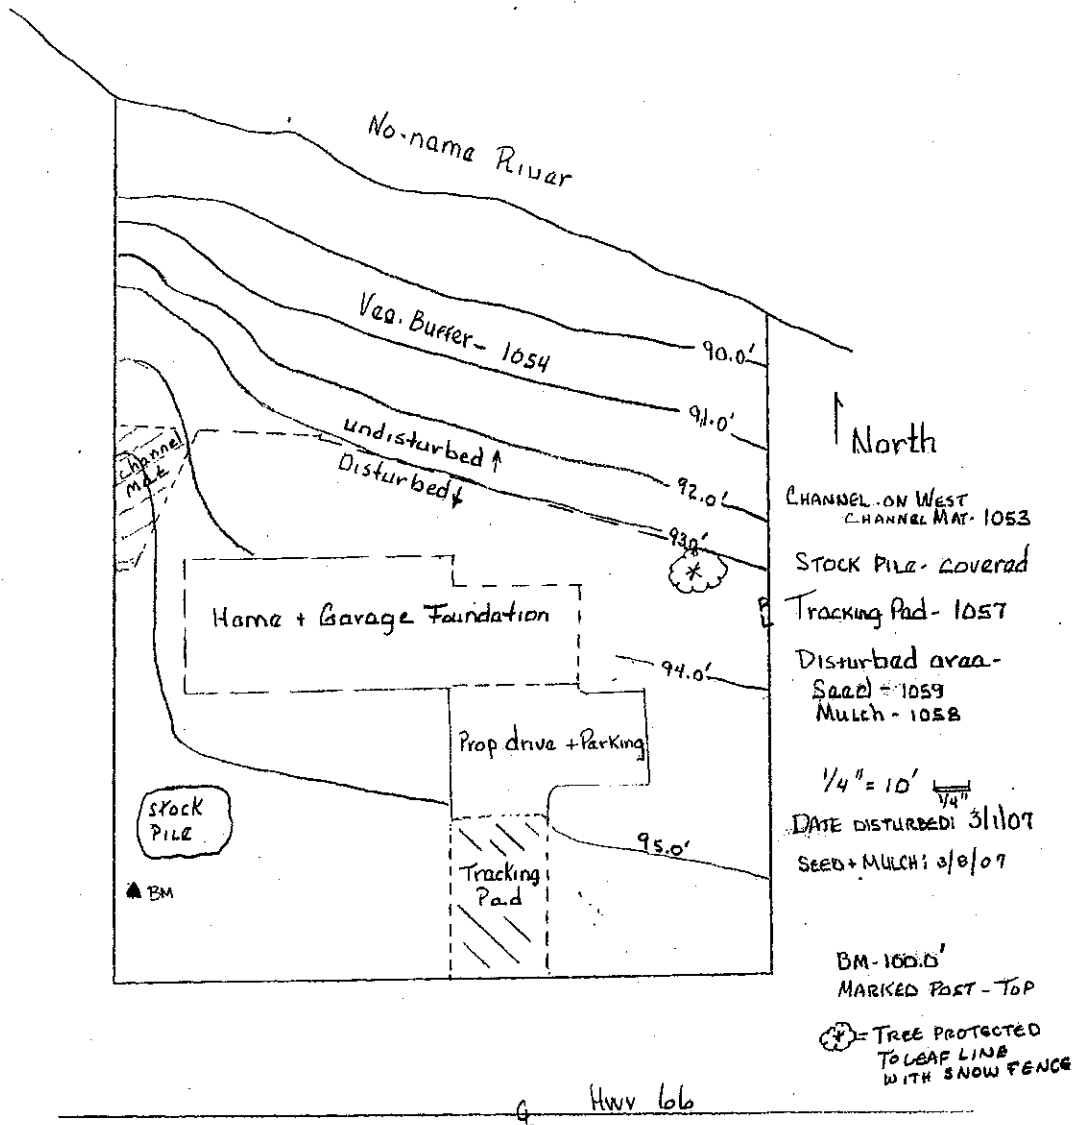 No-name River
Veg. Buffer- 1054
90.0'
91.0'
92.0'
93.0'
undisturbed ↑
Disturbed ↓
Channel
Mat
North
CHANNEL ON WEST
CHANNEL MAT- 1053
STOCK PILE- covered
Tracking Pad- 1057
Disturbed area-
Seed - 1059
Mulch - 1058
Home + Garage Foundation
94.0'
Prop drive + Parking
1/4" = 10'
1/4"
DATE DISTURBED: 3/1/07
SEED + MULCH: 3/8/07
STOCK
PILE
BM
95.0'
Tracking
Pad
BM-100.0'
MARKED POST - TOP
= TREE PROTECTED
TO LEAF LINE
WITH SNOW FENCE
HWY 66